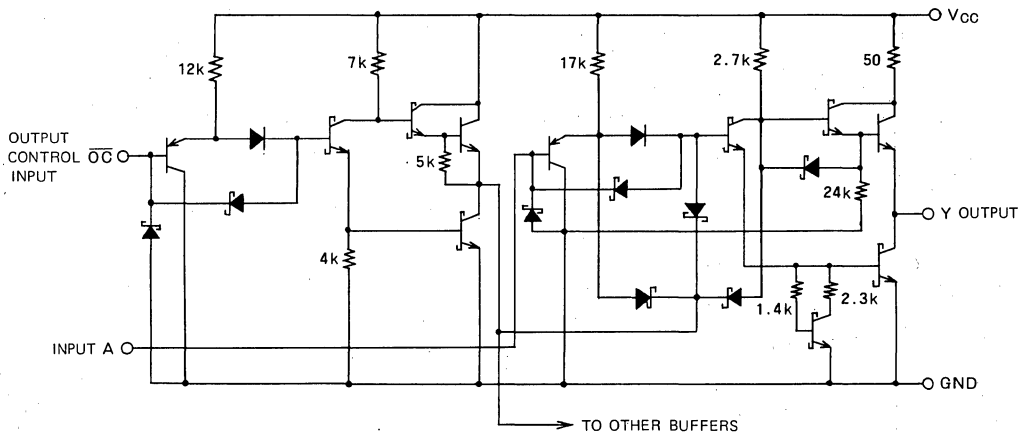 VCC
12k
7k
17k
2.7k
50
OUTPUT
CONTROL OC
INPUT
5k
24k
Y OUTPUT
4k
1.4k
2.3k
INPUT A
GND
TO OTHER BUFFERS